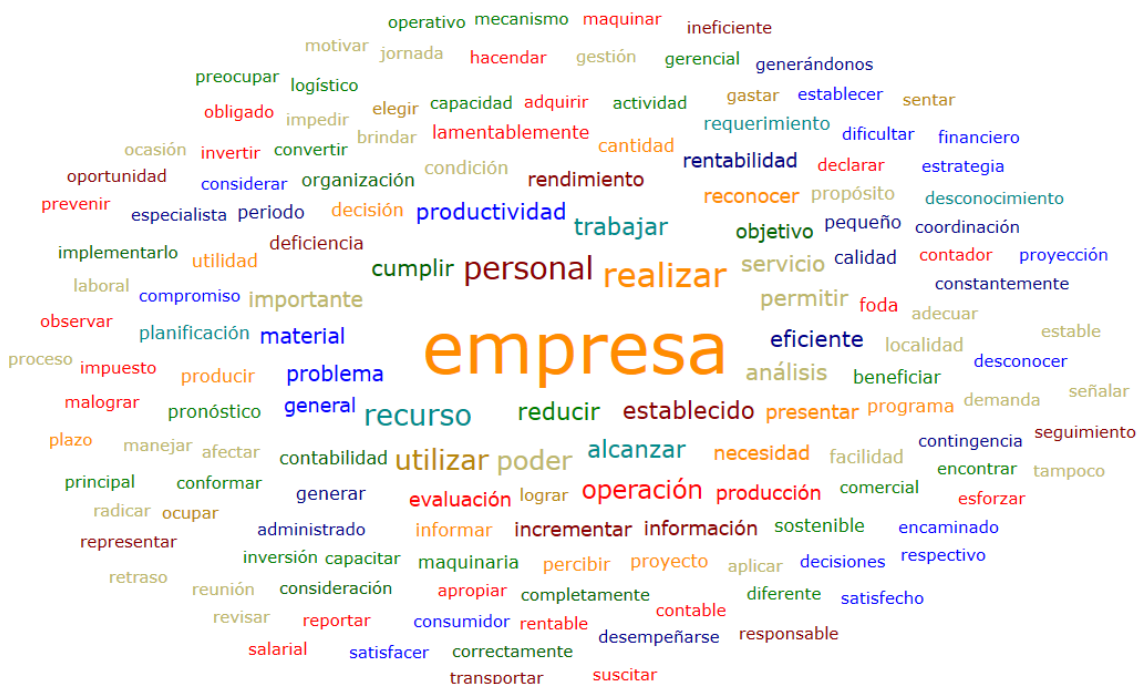 operativo mecanismo maquinar ineficiente
motivar jornada hacendar gestión gerencial generándonos
preocupar logístico elegir capacidad adquirir actividad gastar establecer sentar
obligado impedir brindar lamentablemente cantidad requerimiento dificultar financiero
ocasión invertir convertir condición rentabilidad declarar estrategia
oportunidad considerar organización rendimiento reconocer propósito desconocimiento
prevenir especialista periodo decisión productividad trabajar objetivo pequeño coordinación
implementarlo utilidad deficiencia cumplir personal realizar servicio calidad contador proyección
laboral compromiso importante permitir foda adecuar constantemente
observar planificación material empresa eficiente localidad estable
proceso impuesto producir problema análisis beneficiar desconocer
malograr pronóstico general recurso reducir establecido presentar programa demanda señalar
plazo manejar afectar contabilidad utilizar poder alcanzar necesidad facilidad contingencia seguimiento
principal conformar generar evaluación lograr operación producción comercial encontrar tampoco
radicar ocupar administrado informar incrementar información sostenible esforzar encaminado
representar inversión capacitar maquinaria percibir proyecto aplicar decisiones respectivo
retraso reunión consideración apropiar completamente contable diferente satisfecho
revisar reportar consumidor rentable desempeñarse responsable
salarial satisfacer correctamente
transportar suscitar